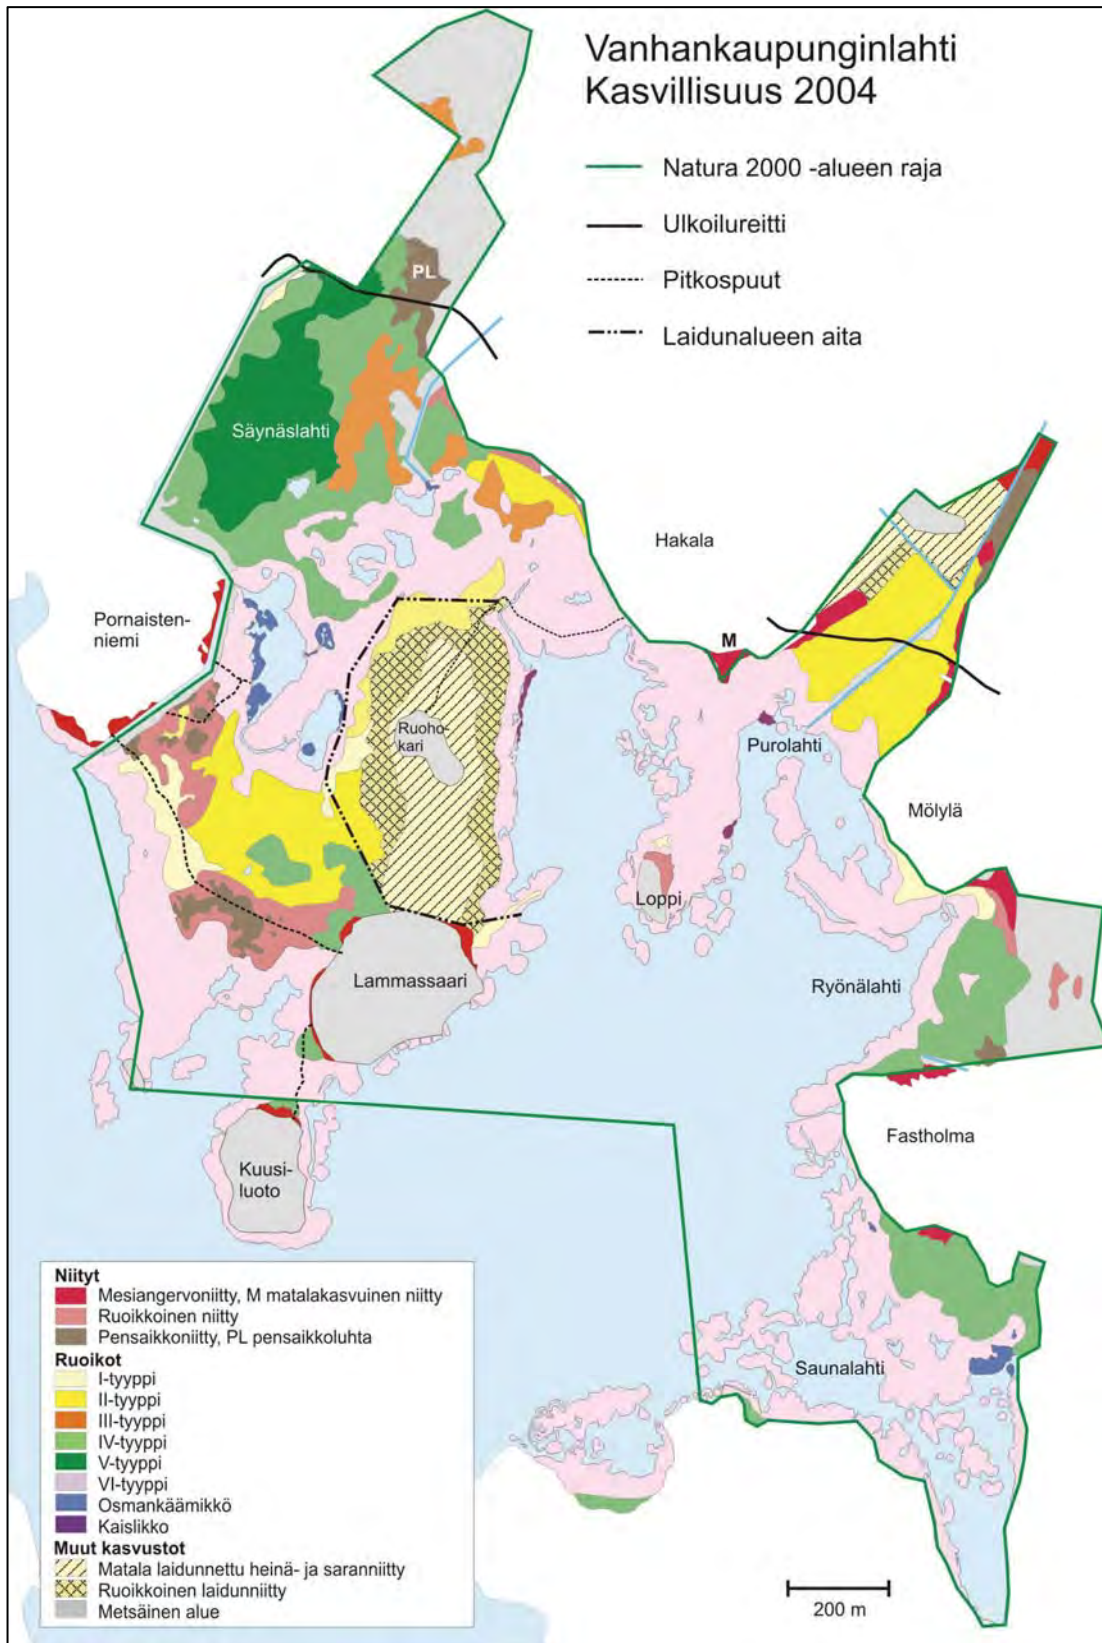 Vanhankaupunginlahti
Kasvillisuus 2004
Natura 2000 -alueen raja
Ulkoilureitti
Pitkospuut
Laidunalueen aita
PL
Säynäslahti
Hakala
Pornaisten-
niemi
M
Ruoho-
kari
Purolahti
Mölylä
Loppi
Lammassaari
Ryönälahti
Fastholma
Kuusi-
luoto
Saunalahti
Niityt
Mesiangervoniitty, M matalakasvuinen niitty
Ruoikkoinen niitty
Pensaikkoniitty, PL pensaikkoluhta
Ruoikot
I-tyyppi
II-tyyppi
III-tyyppi
IV-tyyppi
V-tyyppi
VI-tyyppi
Osmankäämikkö
Kaislikko
Muut kasvustot
Matala laidunnettu heinä- ja saranniitty
Ruoikkoinen laidunniitty
Metsäinen alue
200 m